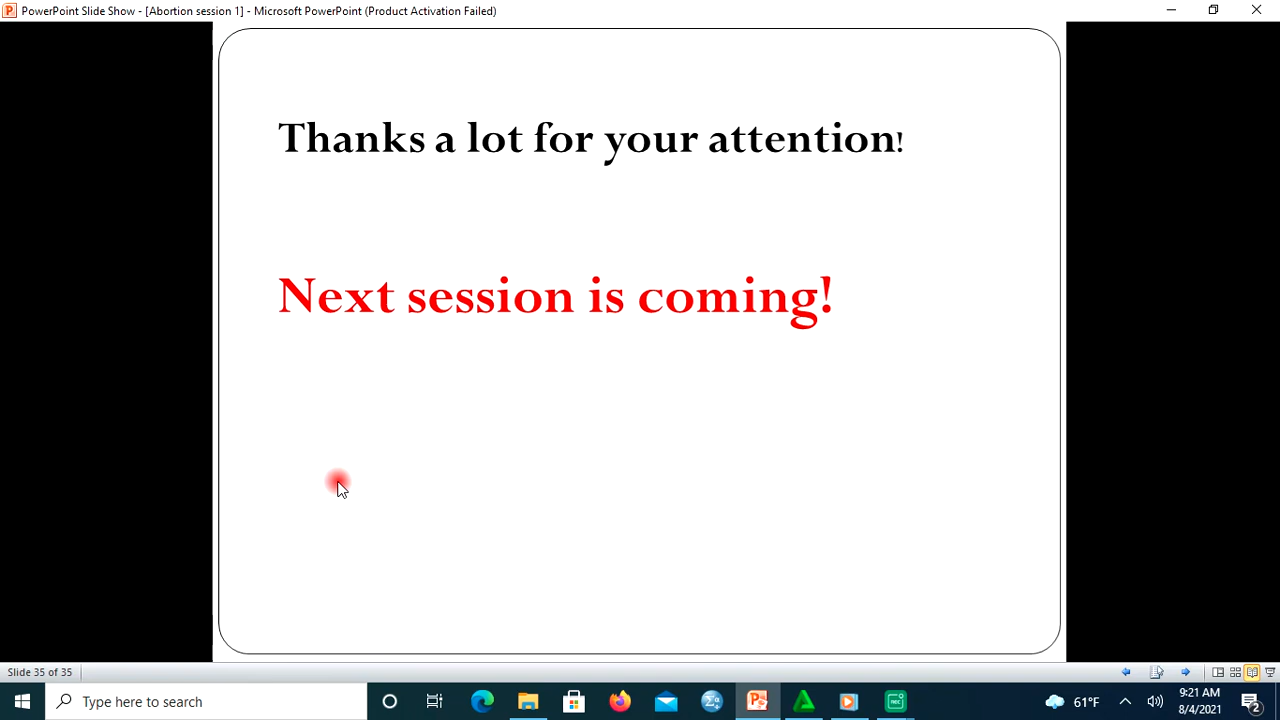 PowerPoint Slide Show - [Abortion session 1] - Microsoft PowerPoint (Product Activation Failed)
Thanks a lot for your attention!
Next session is coming!
Slide 35 of 35
Type here to search
61°F
9:21 AM
8/4/2021
2